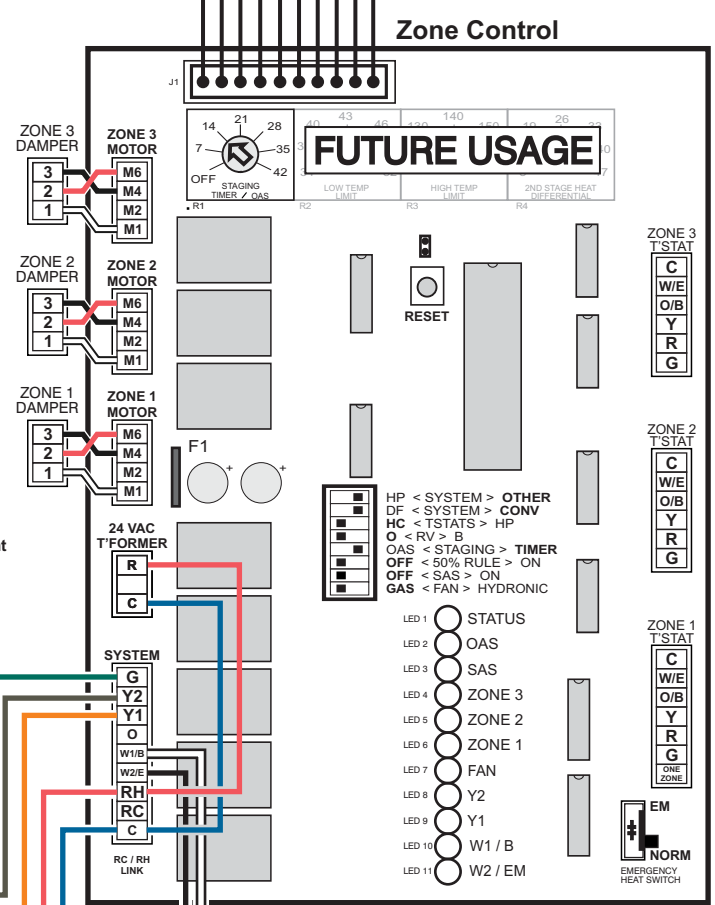 Zone Control
J1
14 21 28
7 35
OFF 42
STAGING
TIMER / OAS
R1
FUTURE USAGE
40 43 46
LOW TEMP
LIMIT
R2
130 140 150
HIGH TEMP
LIMIT
R3
19 26 33
2ND STAGE HEAT
DIFFERENTIAL
R4
ZONE 3
DAMPER
3
2
1
ZONE 3
MOTOR
M6
M4
M2
M1
ZONE 2
DAMPER
3
2
1
ZONE 2
MOTOR
M6
M4
M2
M1
ZONE 1
DAMPER
3
2
1
ZONE 1
MOTOR
M6
M4
M2
M1
F1
+ +
RESET
24 VAC
T'FORMER
R
C
SYSTEM
G
Y2
Y1
O
W1/B
W2/E
RH
RC
C
RC / RH
LINK
HP < SYSTEM > OTHER
DF < SYSTEM > CONV
HC < TSTATS > HP
O < RV > B
OAS < STAGING > TIMER
OFF < 50% RULE > ON
OFF < SAS > ON
GAS < FAN > HYDRONIC
LED 1 STATUS
LED 2 OAS
LED 3 SAS
LED 4 ZONE 3
LED 5 ZONE 2
LED 6 ZONE 1
LED 7 FAN
LED 8 Y2
LED 9 Y1
LED 10 W1 / B
LED 11 W2 / EM
ZONE 3
T'STAT
C
W/E
O/B
Y
R
G
ZONE 2
T'STAT
C
W/E
O/B
Y
R
G
ZONE 1
T'STAT
C
W/E
O/B
Y
R
G
ONE
ZONE
EM
NORM
EMERGENCY
HEAT SWITCH